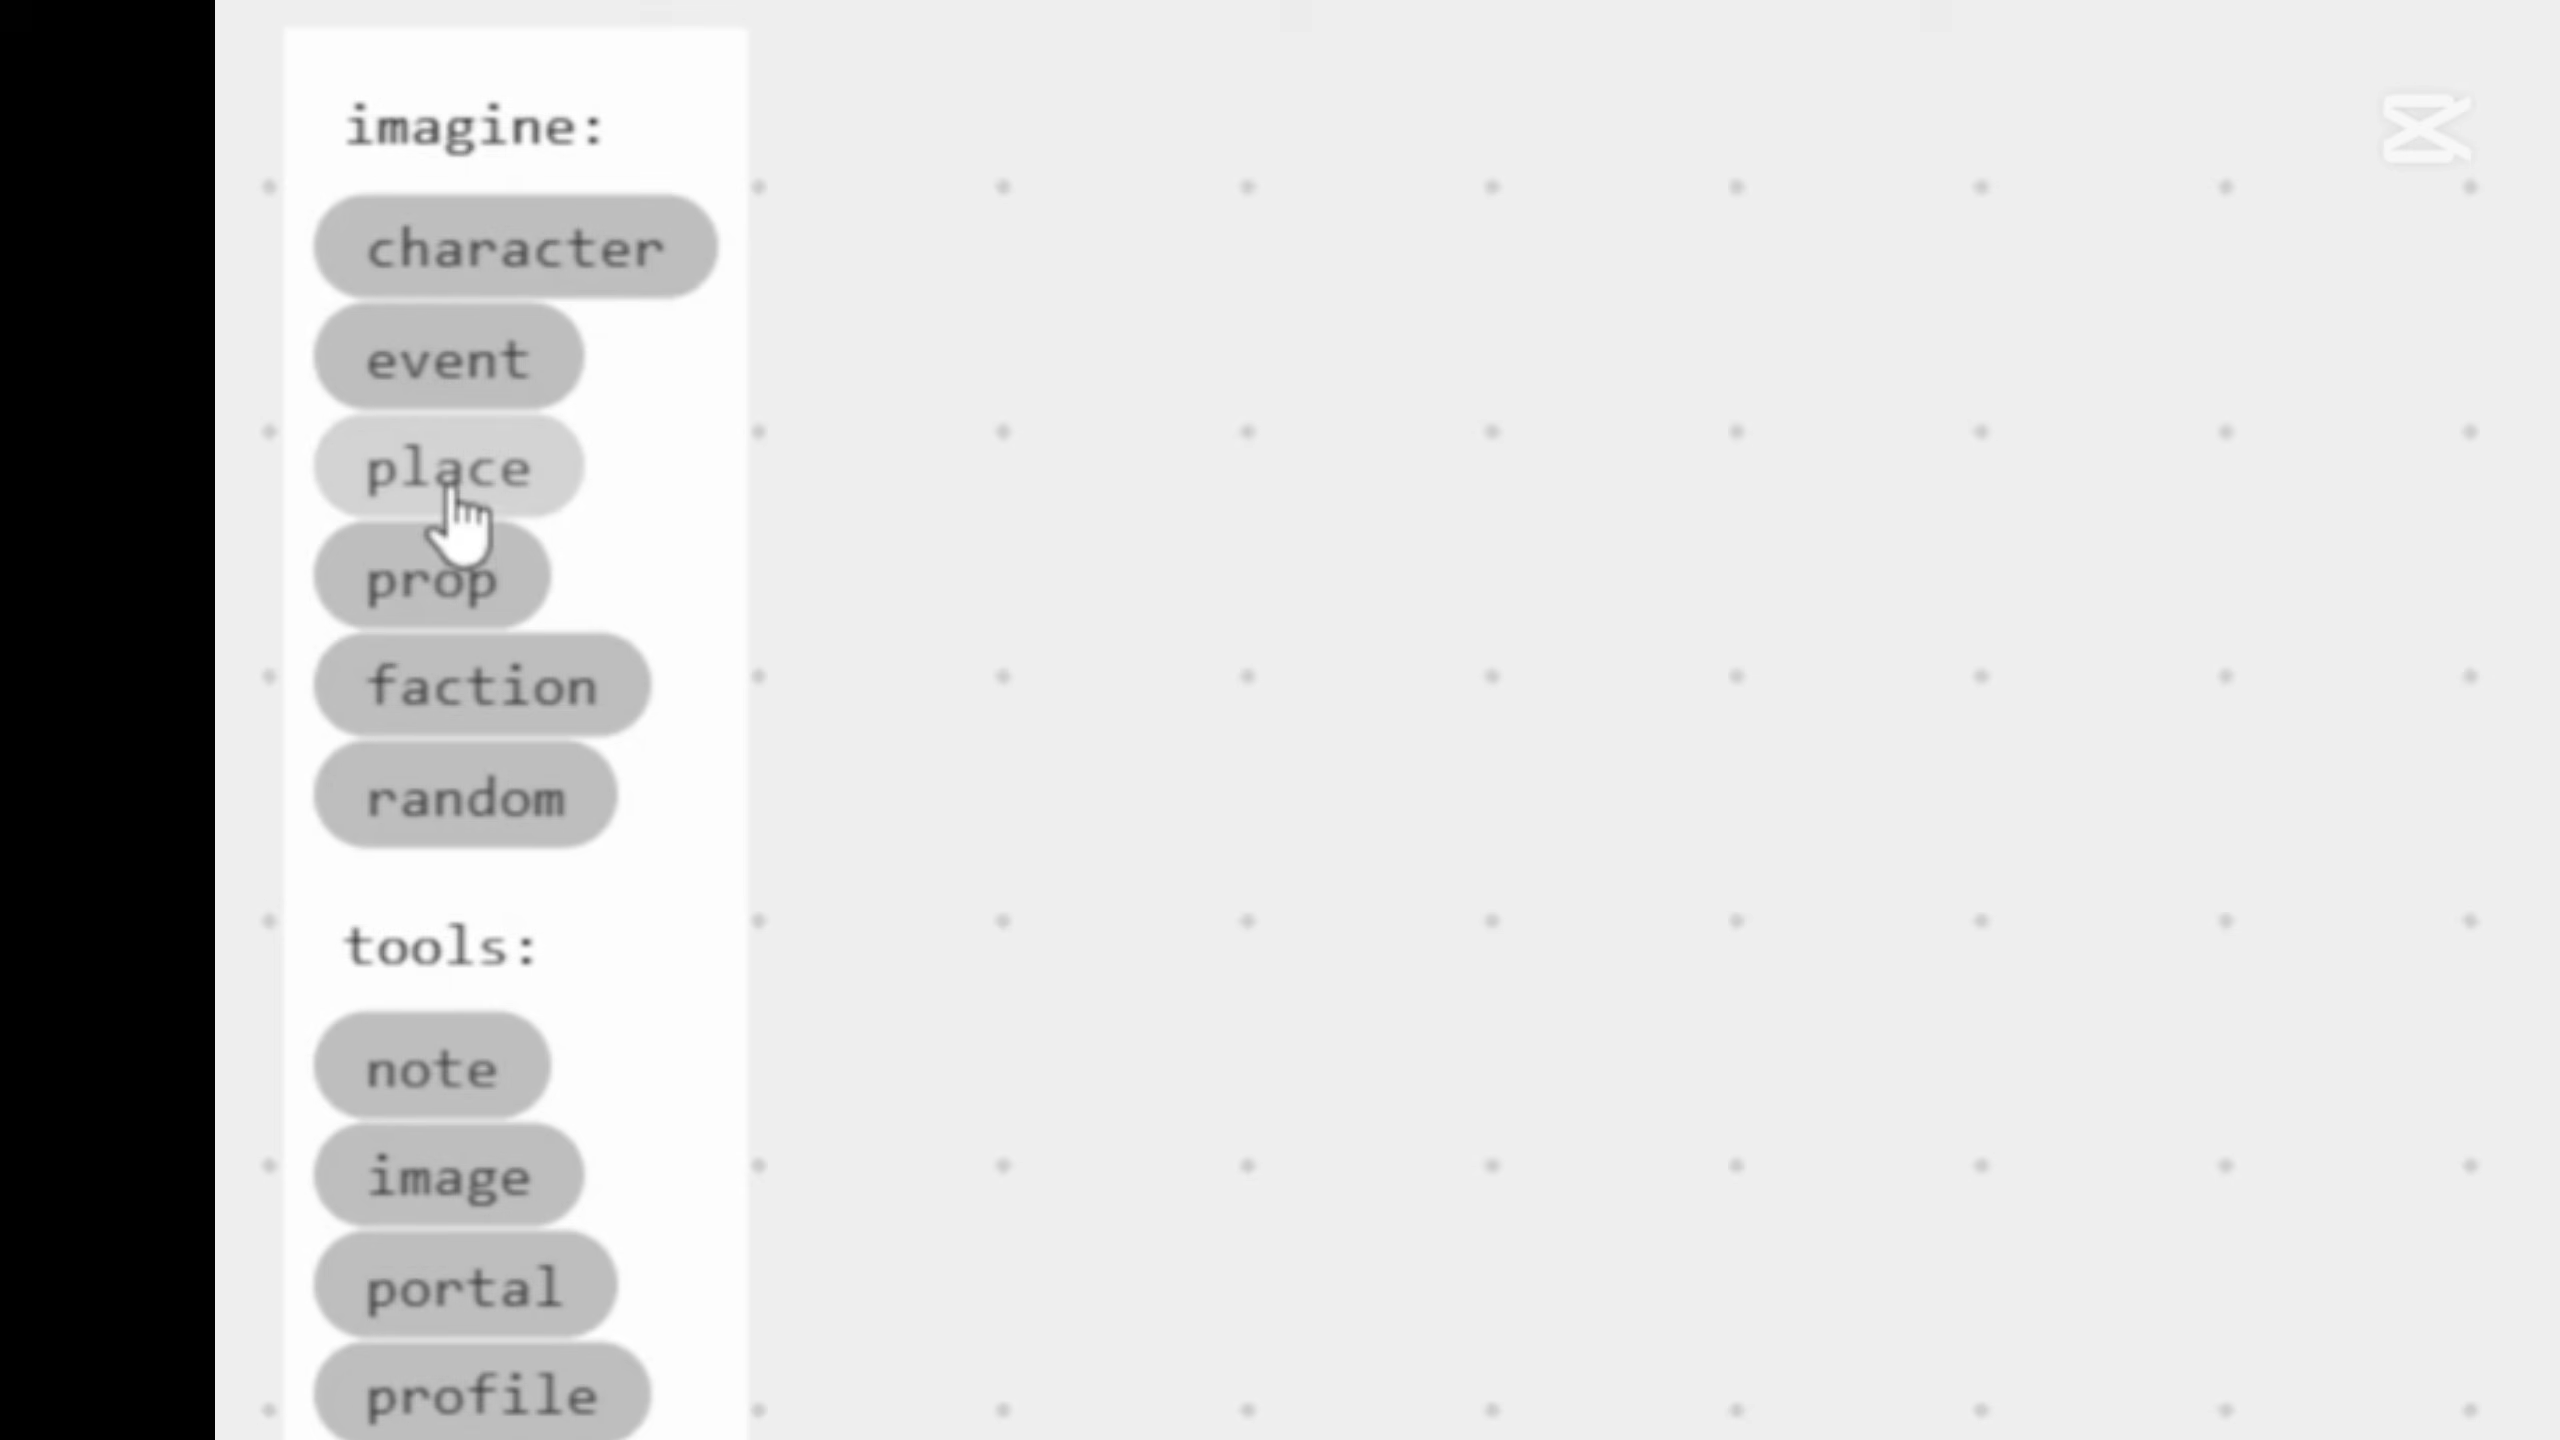 imagine:
character
event
place
prop
faction
random
tools:
note
image
portal
profile